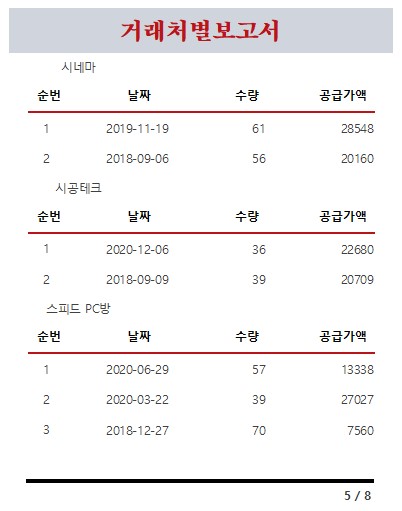 거래처별보고서
시네마
순번 날짜 수량 공급가액
1 2019-11-19 61 28548
2 2018-09-06 56 20160
시공테크
순번 날짜 수량 공급가액
1 2020-12-06 36 22680
2 2018-09-09 39 20709
스피드 PC방
순번 날짜 수량 공급가액
1 2020-06-29 57 13338
2 2020-03-22 39 27027
3 2018-12-27 70 7560
5 / 8